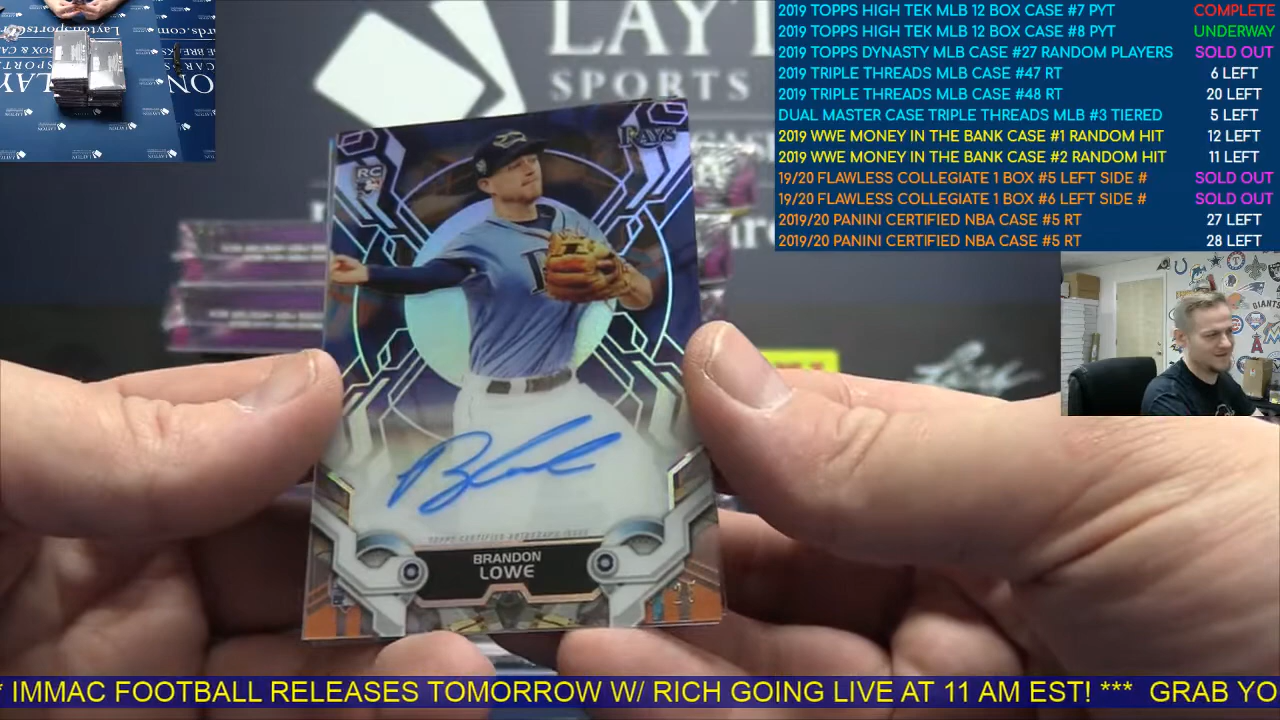 2019 TOPPS HIGH TEK MLB 12 BOX CASE #7 PYT COMPLETE
2019 TOPPS HIGH TEK MLB 12 BOX CASE #8 PYT UNDERWAY
2019 TOPPS DYNASTY MLB CASE #27 RANDOM PLAYERS SOLD OUT
2019 TRIPLE THREADS MLB CASE #47 RT 6 LEFT
2019 TRIPLE THREADS MLB CASE #48 RT 20 LEFT
DUAL MASTER CASE TRIPLE THREADS MLB #3 TIERED 5 LEFT
2019 WWE MONEY IN THE BANK CASE #1 RANDOM HIT 12 LEFT
2019 WWE MONEY IN THE BANK CASE #2 RANDOM HIT 11 LEFT
19/20 FLAWLESS COLLEGIATE 1 BOX #5 LEFT SIDE # SOLD OUT
19/20 FLAWLESS COLLEGIATE 1 BOX #6 LEFT SIDE # SOLD OUT
2019/20 PANINI CERTIFIED NBA CASE #5 RT 27 LEFT
2019/20 PANINI CERTIFIED NBA CASE #5 RT 28 LEFT
LAYT
SPORTS
RAYS
RC
TOPPS CERTIFIED AUTOGRAPH ISSUE
BRANDON
LOWE
GIANTS
* IMMAC FOOTBALL RELEASES TOMORROW W/ RICH GOING LIVE AT 11 AM EST! *** GRAB YO